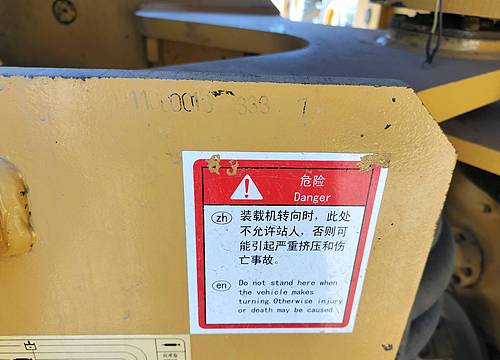 危险
Danger
zh
装载机转向时，此处
不允许站人，否则可
能引起严重挤压和伤
亡事故。
en
Do not stand here when
the vehicle makes
turning.Otherwise injury
or death may be caused